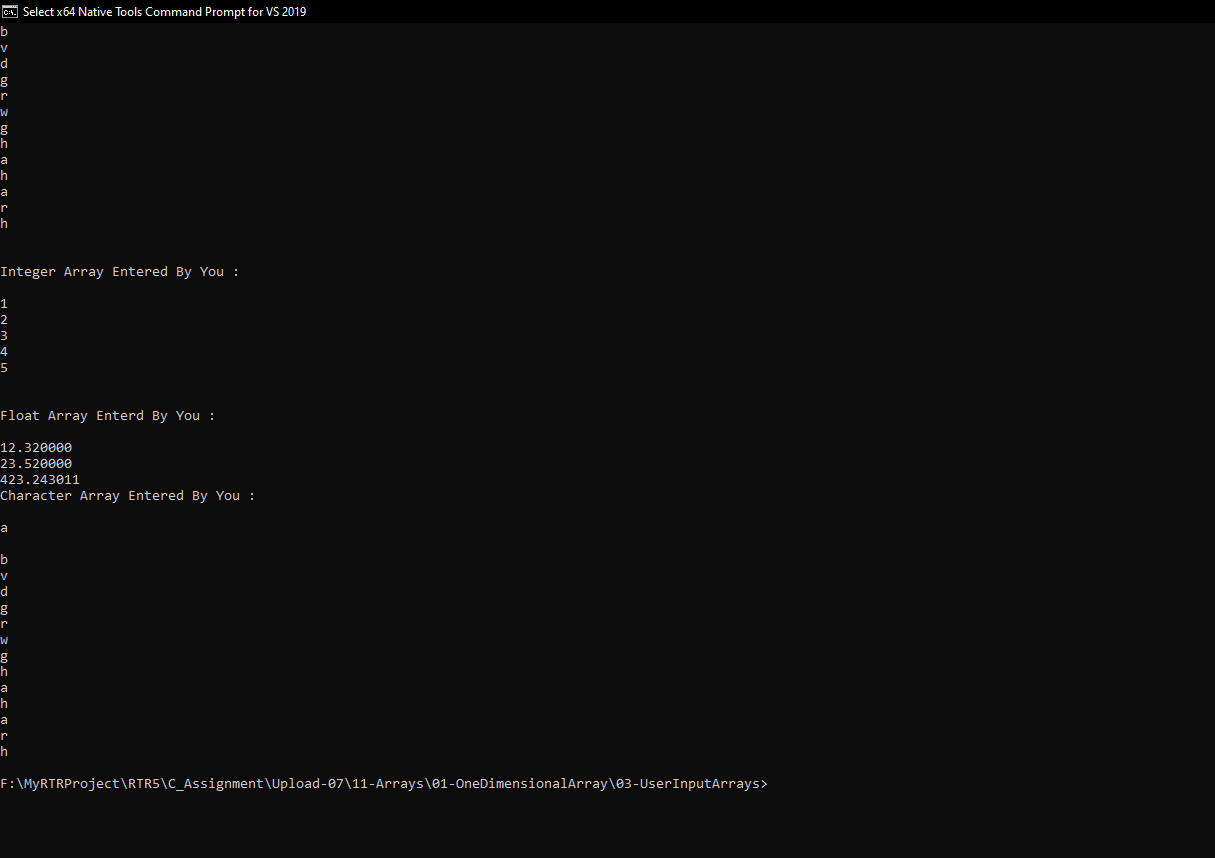 Select x64 Native Tools Command Prompt for VS 2019
b
v
d
g
r
w
g
h
a
h
a
r
h
Integer Array Entered By You :
1
2
3
4
5
Float Array Enterd By You :
12.320000
23.520000
423.243011
Character Array Entered By You :
a
b
v
d
g
r
w
g
h
a
h
a
r
h
F:\MyRTRProject\RTR5\C_Assignment\Upload-07\11-Arrays\01-OneDimensionalArray\03-UserInputArrays>